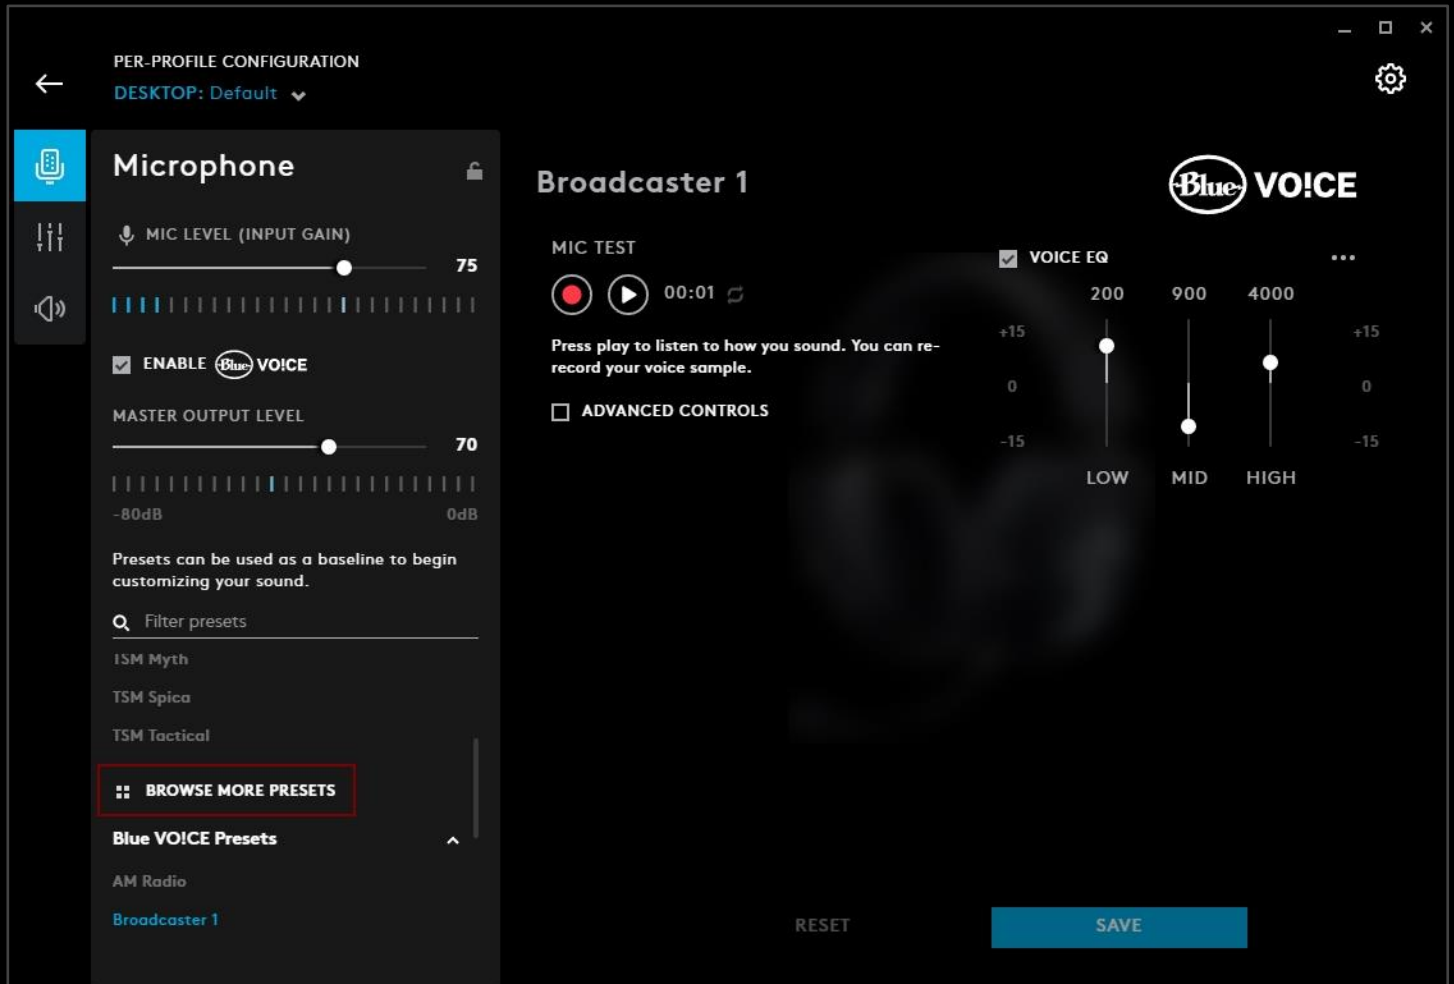 PER-PROFILE CONFIGURATION
DESKTOP: Default
Microphone
MIC LEVEL (INPUT GAIN)
75
ENABLE Blue VO!CE
MASTER OUTPUT LEVEL
70
-80dB 0dB
Presets can be used as a baseline to begin
customizing your sound.
Filter presets
TSM Myth
TSM Spica
TSM Tactical
BROWSE MORE PRESETS
Blue VO!CE Presets
AM Radio
Broadcaster 1
Broadcaster 1
Blue VO!CE
MIC TEST
00:01
Press play to listen to how you sound. You can re-
record your voice sample.
ADVANCED CONTROLS
VOICE EQ
200 900 4000
+15 +15
0 0
-15 -15
LOW MID HIGH
RESET
SAVE